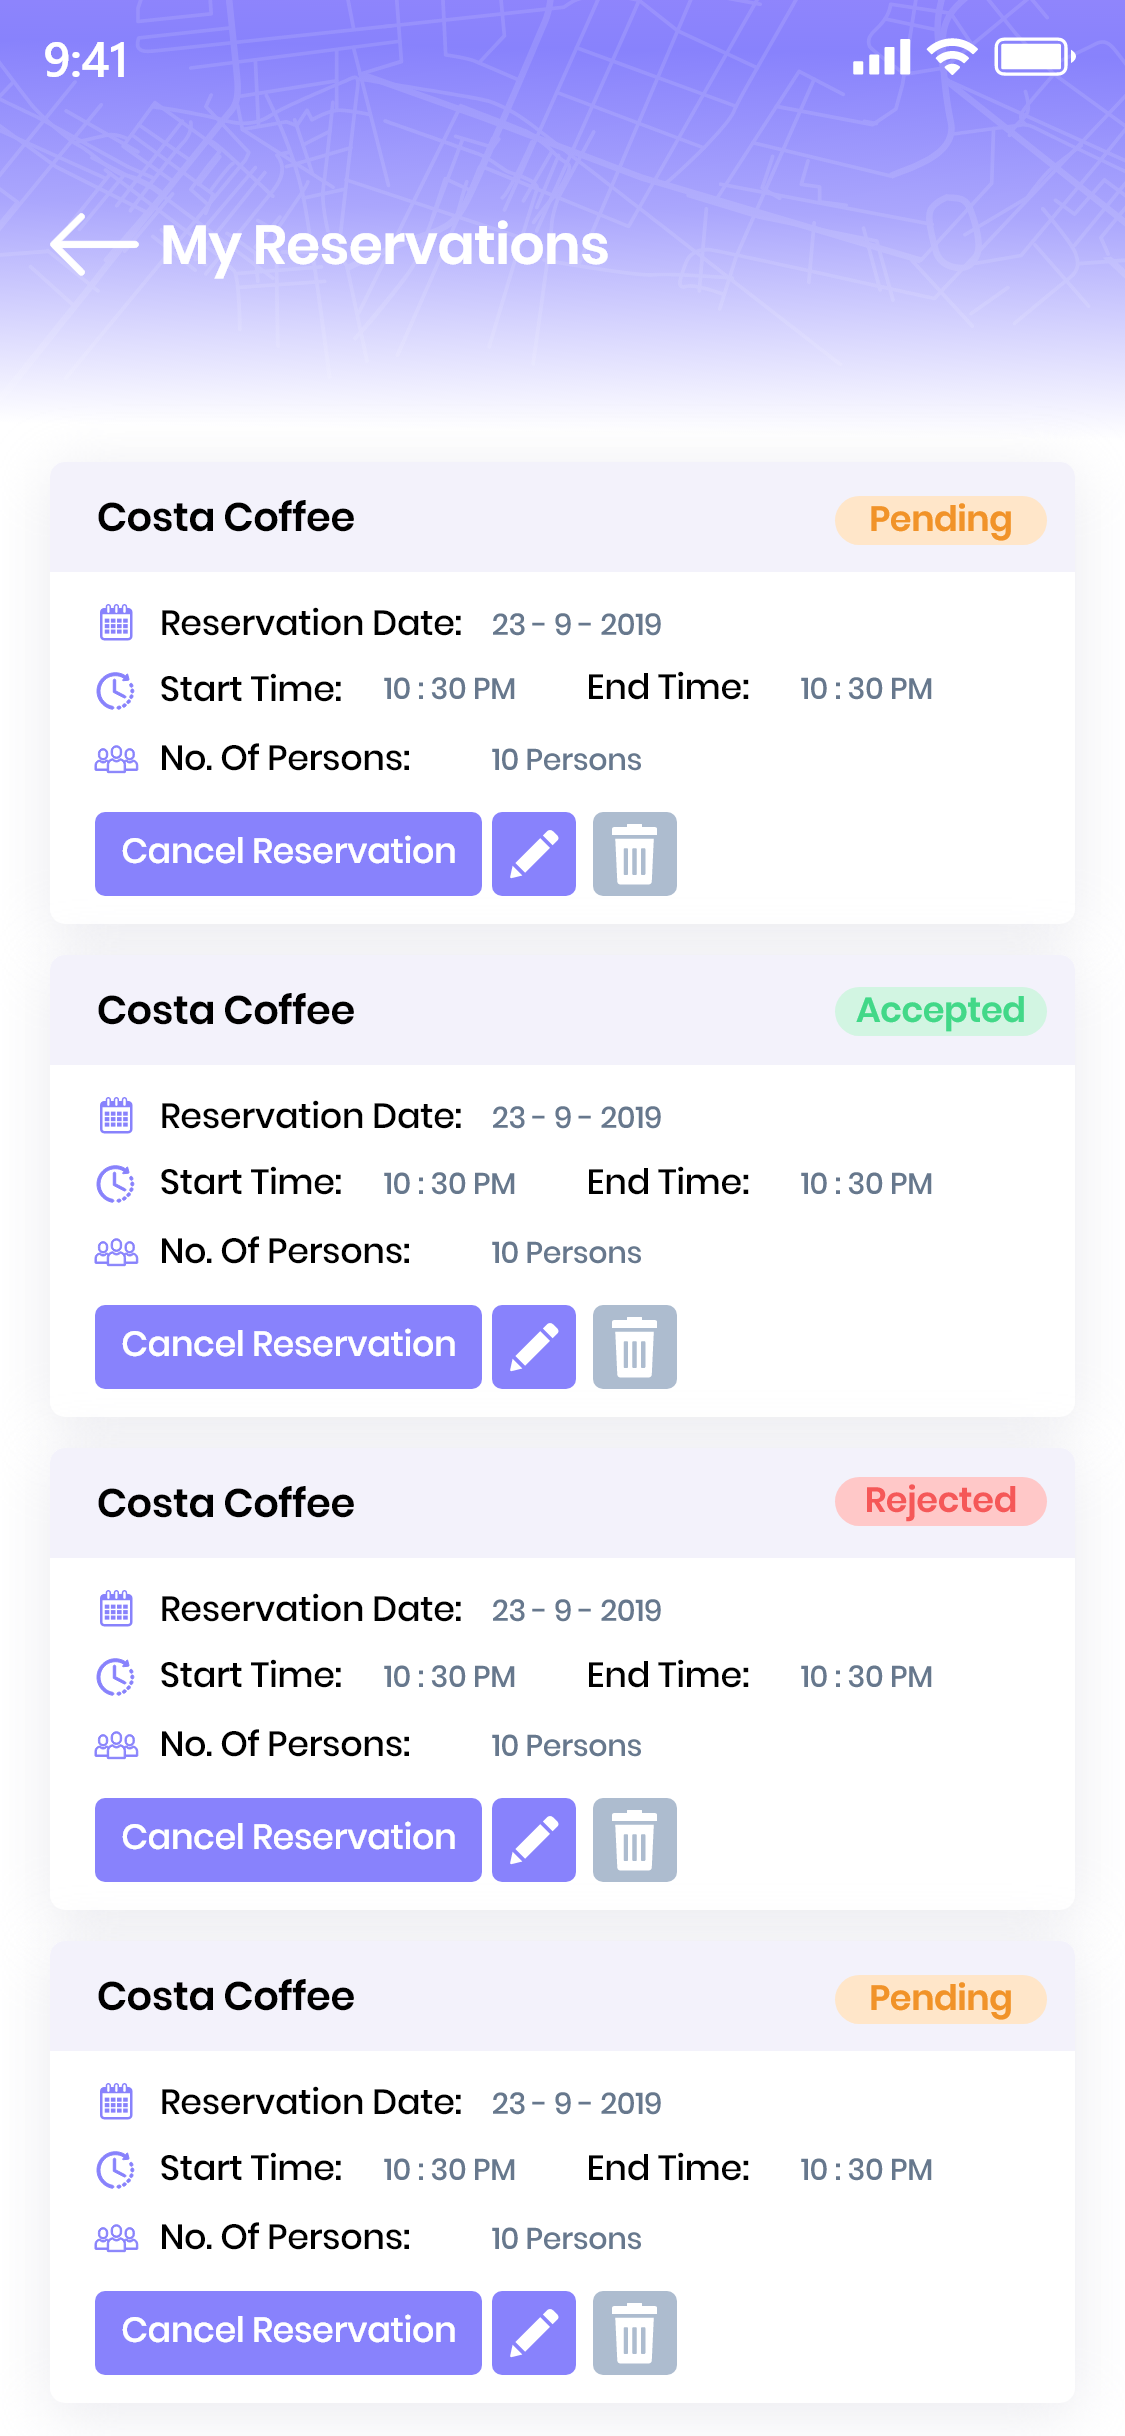 9:41
My Reservations
Costa Coffee Pending
Reservation Date: 23 - 9 - 2019
Start Time: 10 : 30 PM End Time: 10 : 30 PM
No. Of Persons: 10 Persons
Cancel Reservation
Costa Coffee Accepted
Reservation Date: 23 - 9 - 2019
Start Time: 10 : 30 PM End Time: 10 : 30 PM
No. Of Persons: 10 Persons
Cancel Reservation
Costa Coffee Rejected
Reservation Date: 23 - 9 - 2019
Start Time: 10 : 30 PM End Time: 10 : 30 PM
No. Of Persons: 10 Persons
Cancel Reservation
Costa Coffee Pending
Reservation Date: 23 - 9 - 2019
Start Time: 10 : 30 PM End Time: 10 : 30 PM
No. Of Persons: 10 Persons
Cancel Reservation